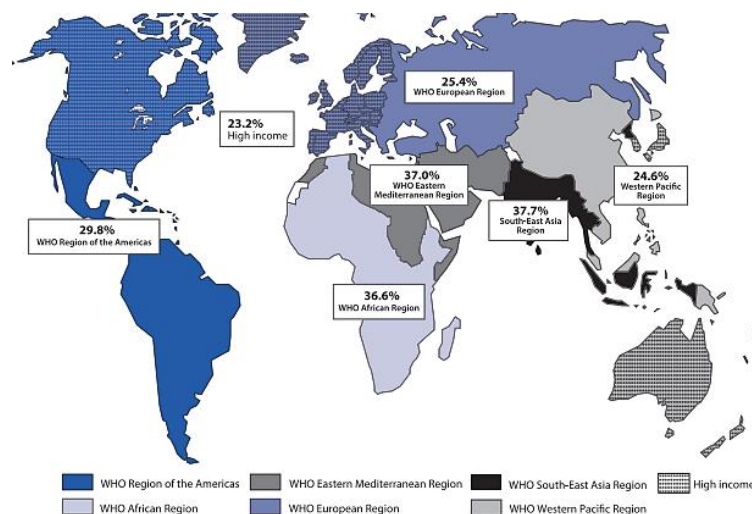 25.4%
WHO European Region
23.2%
High income
37.0%
WHO Eastern
Mediterranean Region
24.6%
Western Pacific
Region
37.7%
South-East Asia
Region
29.8%
WHO Region of the Americas
36.6%
WHO African Region
WHO Region of the Americas
WHO Eastern Mediterranean Region
WHO South-East Asia Region
High income
WHO African Region
WHO European Region
WHO Western Pacific Region